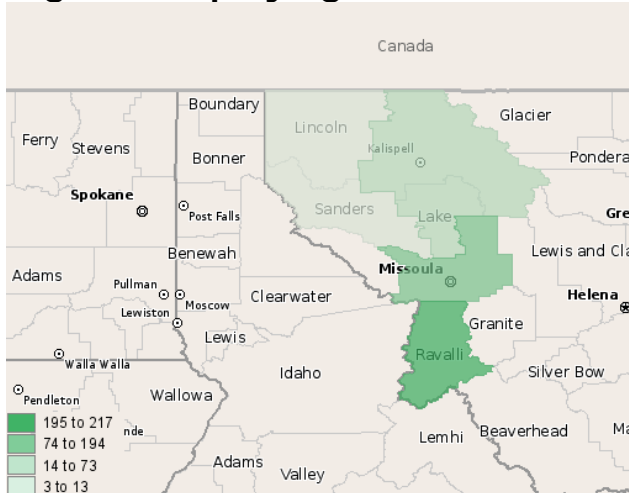 Canada
Boundary
Glacier
Lincoln
Ferry
Stevens
Kalispell
Bonner
Pondera
Spokane
Sanders
Post Falls
Lake
Gre
Benewah
Lewis and Cla
Missoula
Adams
Pullman
Clearwater
Helena
Moscow
Lewiston
Granite
Lewis
Ravalli
Walla Walla
Idaho
Silver Bow
Pendleton
Wallowa
195 to 217
nde
Beaverhead
Ma
74 to 194
Lemhi
14 to 73
Adams
Valley
3 to 13